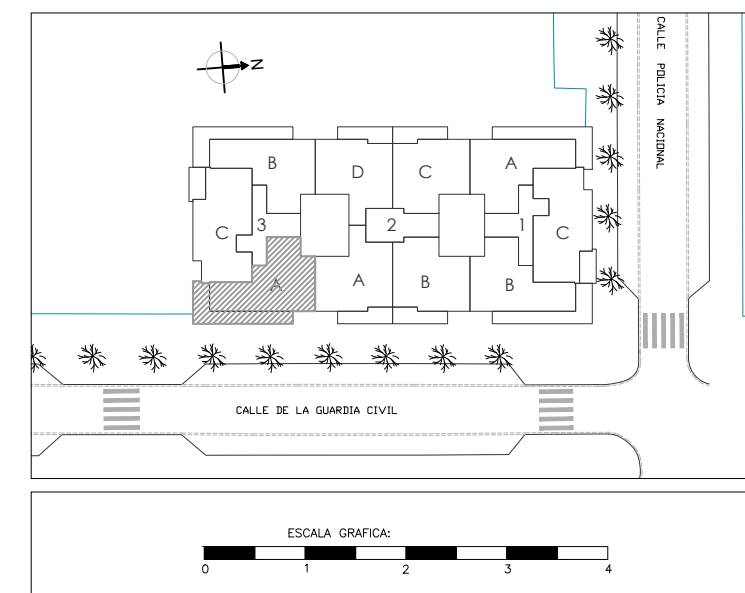 CALLE POLICIA NACIONAL
N
B
D
C
A
C
3
2
1
C
A
A
B
B
CALLE DE LA GUARDIA CIVIL
ESCALA GRAFICA:
0 1 2 3 4